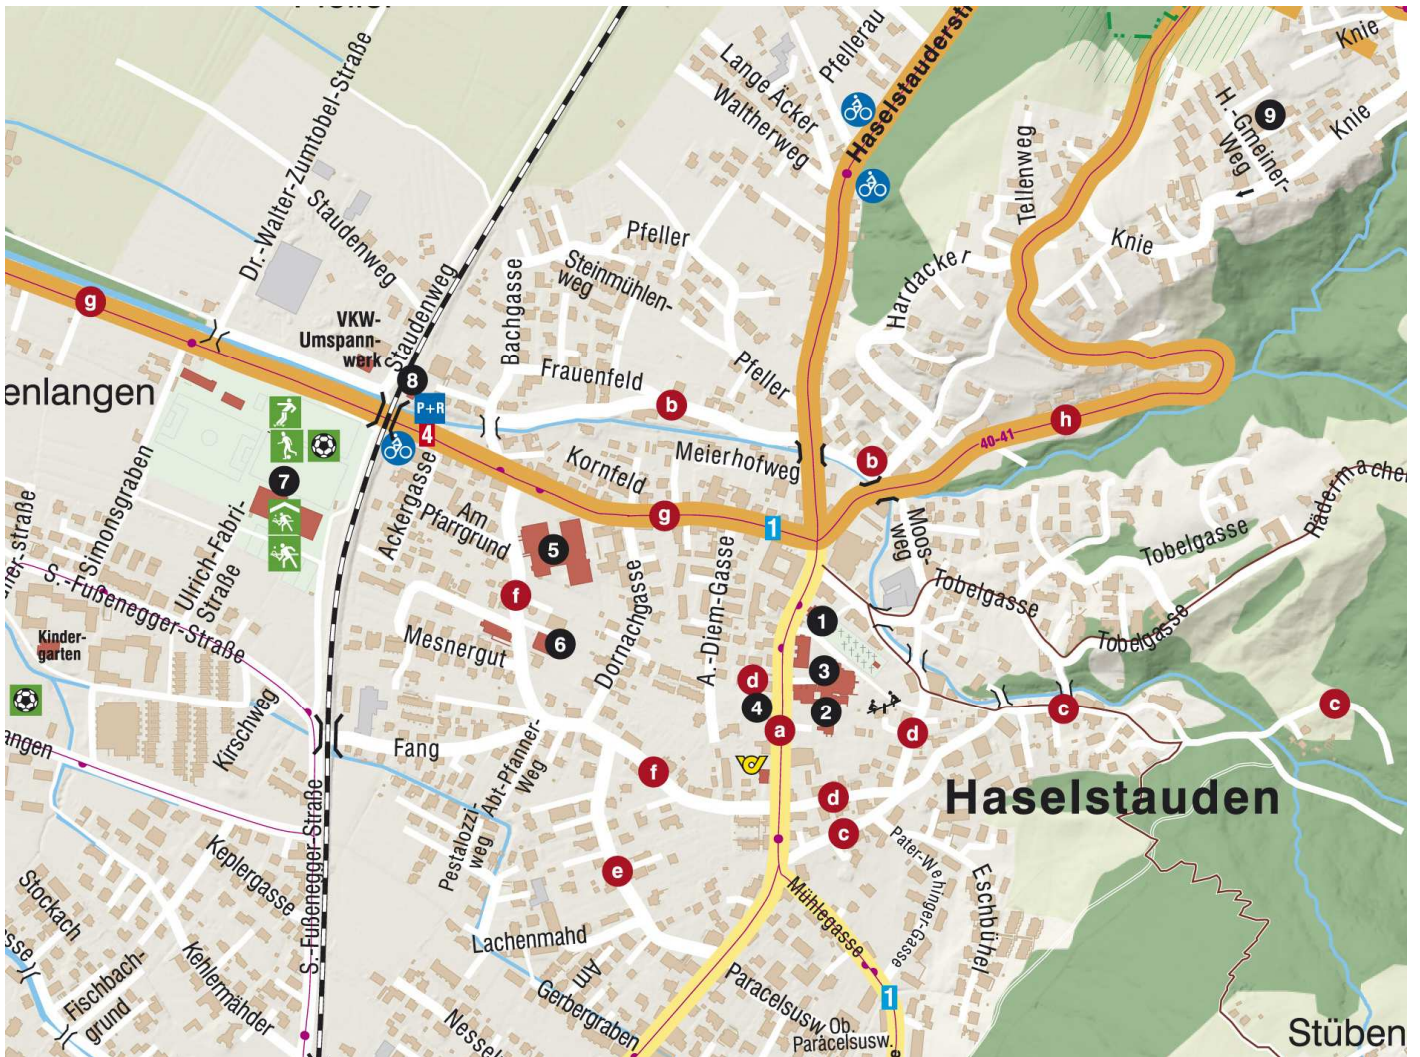 Pfeller
Dr.-Walter-Zumtobel-Straße
Staudenweg
VKW-
Umspann-
werk
Staudenweg
enlangen
g
8
P+R
4
Bachgasse
Lange Äcker
Waltherweg
Pfellerau
Haselstauderstr
Pfeller
Steinmühlen-
weg
Pfeller
Frauenfeld
b
Meierhofweg
Kornfeld
g
1
Hardacker
Tellenweg
Knie
H.-Gmeiner-
Weg
9
Knie
Knie
b
40-41
h
Moos-
weg
Tobelgasse
Tobelgasse
Tobelgasse
Rädermacher
Simonsgraben
7
Ulrich-Fabri-
Straße
S.-Fußenegger-Straße
Kinder-
garten
Ackergasse
Am
Pfarrgrund
5
f
6
Mesnergut
Dornachgasse
A.-Diem-Gasse
1
3
2
d
4
a
d
c
c
Fang
Abt-Pfanner-
Weg
Pestalozzi-
weg
f
d
c
e
Haselstauden
Kirschweg
angen
S.-Fußenegger-Straße
Keplergasse
Stockach
Kehlermähder
Fischbach-
grund
Lachenmahd
Am
Gerbergraben
Mühlegasse
Pater-Wehinger-Gasse
Eschbühel
1
Paracelsusw.
Ob.
Paracelsusw.
Stüben